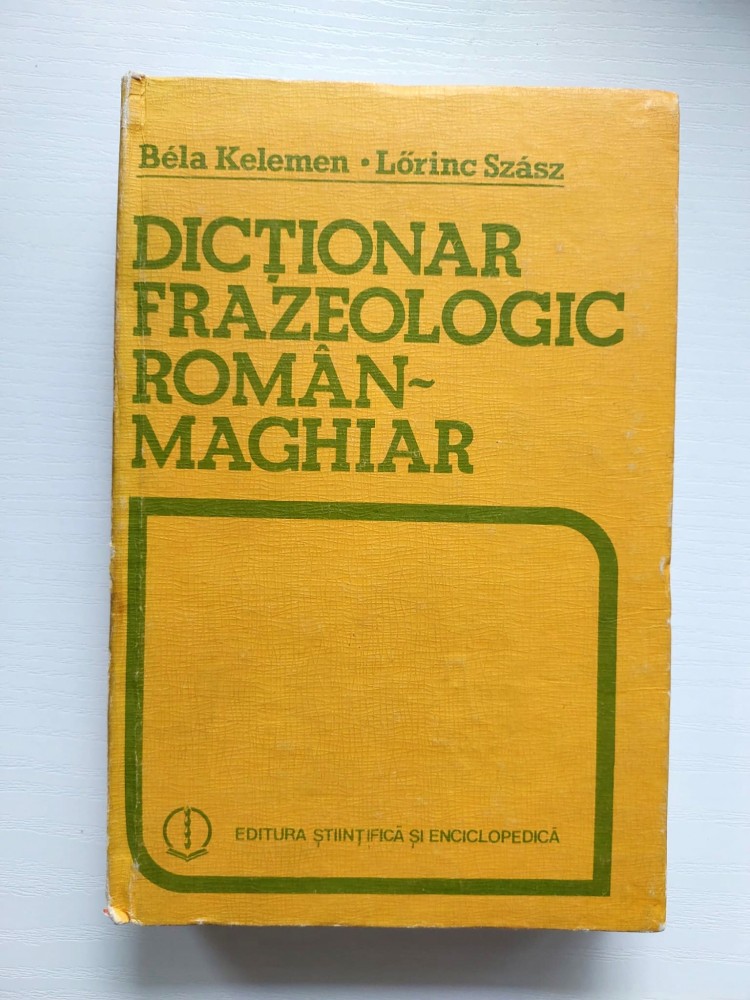 Béla Kelemen • Lőrinc Szász
DICȚIONAR
FRAZEOLOGIC
ROMÂN~
MAGHIAR
EDITURA ȘTIINȚIFICĂ ȘI ENCICLOPEDICĂ